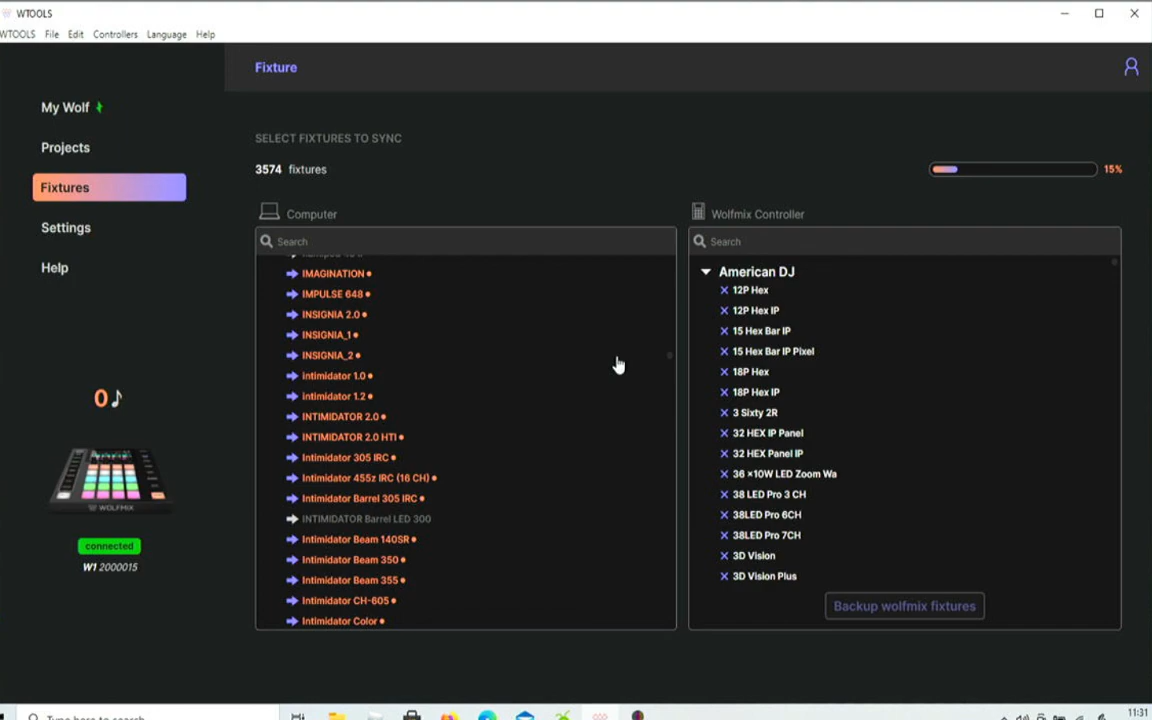 WTOOLS
WTOOLS File Edit Controllers Language Help
Fixture
My Wolf
Projects
Fixtures
Settings
Help
SELECT FIXTURES TO SYNC
3574 fixtures
15%
Computer
Search
IMAGINATION
IMPULSE 648
INSIGNIA 2.0
INSIGNIA_1
INSIGNIA_2
intimidator 1.0
intimidator 1.2
INTIMIDATOR 2.0
INTIMIDATOR 2.0 HTI
Intimidator 305 IRC
Intimidator 455z IRC (16 CH)
Intimidator Barrel 305 IRC
INTIMIDATOR Barrel LED 300
Intimidator Beam 140SR
Intimidator Beam 350
Intimidator Beam 355
Intimidator CH-605
Intimidator Color
Wolfmix Controller
Search
American DJ
12P Hex
12P Hex IP
15 Hex Bar IP
15 Hex Bar IP Pixel
18P Hex
18P Hex IP
3 Sixty 2R
32 HEX IP Panel
32 HEX Panel IP
36 x10W LED Zoom Wa
38 LED Pro 3 CH
38LED Pro 6CH
38LED Pro 7CH
3D Vision
3D Vision Plus
Backup wolfmix fixtures
0♪
WOLFMIX
connected
W1 2000015
Type here to search
11:31